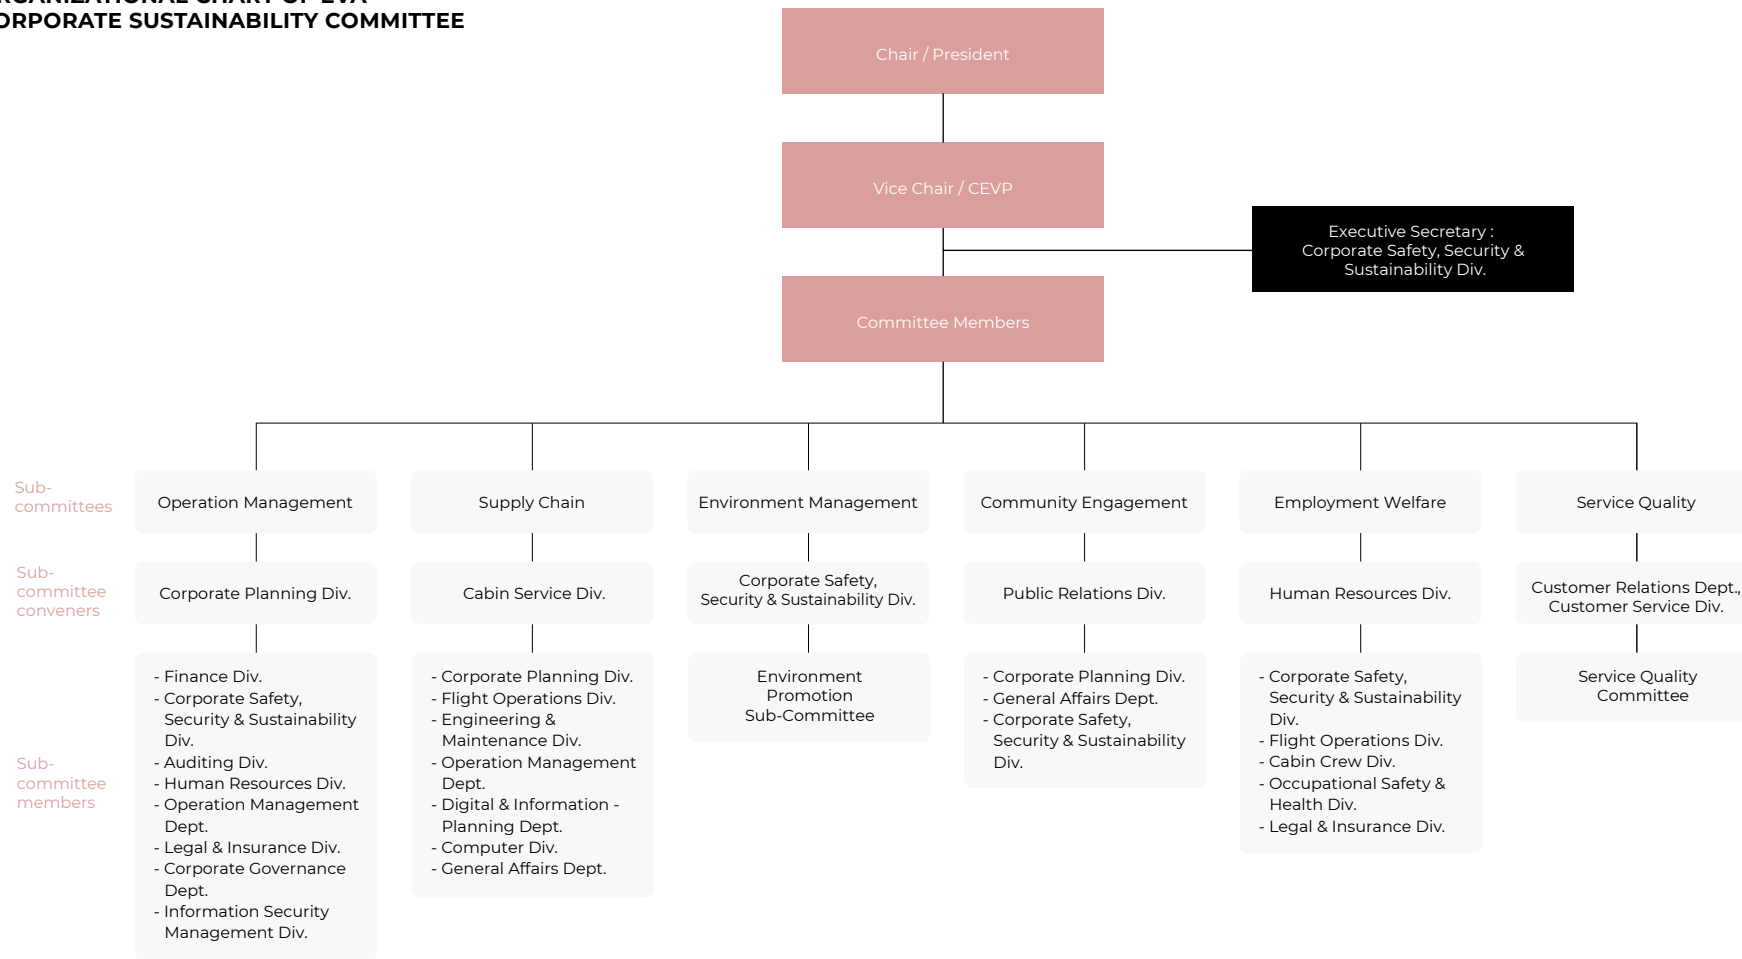 CORPORATE SUSTAINABILITY COMMITTEE
Chair / President
Vice Chair / CEVP
Executive Secretary :
Corporate Safety, Security &
Sustainability Div.
Committee Members
Sub-
committees
Operation Management
Supply Chain
Environment Management
Community Engagement
Employment Welfare
Service Quality
Sub-
committee
conveners
Corporate Planning Div.
Cabin Service Div.
Corporate Safety,
Security & Sustainability Div.
Public Relations Div.
Human Resources Div.
Customer Relations Dept.,
Customer Service Div.
Sub-
committee
members
- Finance Div.
- Corporate Safety,
Security & Sustainability
Div.
- Auditing Div.
- Human Resources Div.
- Operation Management
Dept.
- Legal & Insurance Div.
- Corporate Governance
Dept.
- Information Security
Management Div.
- Corporate Planning Div.
- Flight Operations Div.
- Engineering &
Maintenance Div.
- Operation Management
Dept.
- Digital & Information -
Planning Dept.
- Computer Div.
- General Affairs Dept.
Environment
Promotion
Sub-Committee
- Corporate Planning Div.
- General Affairs Dept.
- Corporate Safety,
Security & Sustainability
Div.
- Corporate Safety,
Security & Sustainability
Div.
- Flight Operations Div.
- Cabin Crew Div.
- Occupational Safety &
Health Div.
- Legal & Insurance Div.
Service Quality
Committee